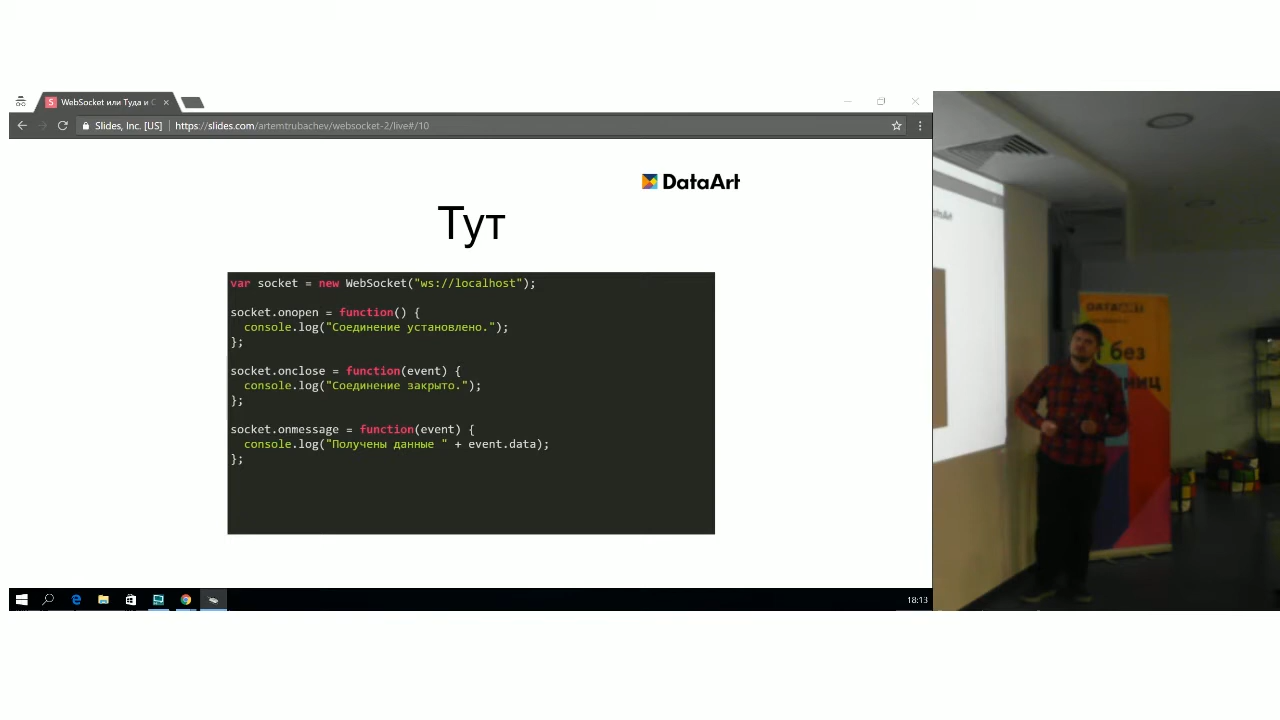 WebSocket или Туда и С
Slides, Inc. [US]
https://slides.com/artemtrubachev/websocket-2/live#/10
DataArt
Тут
var socket = new WebSocket("ws://localhost");
socket.onopen = function() {
console.log("Соединение установлено.");
};
socket.onclose = function(event) {
console.log("Соединение закрыто.");
};
socket.onmessage = function(event) {
console.log("Получены данные " + event.data);
};
18:13
DATAART
без